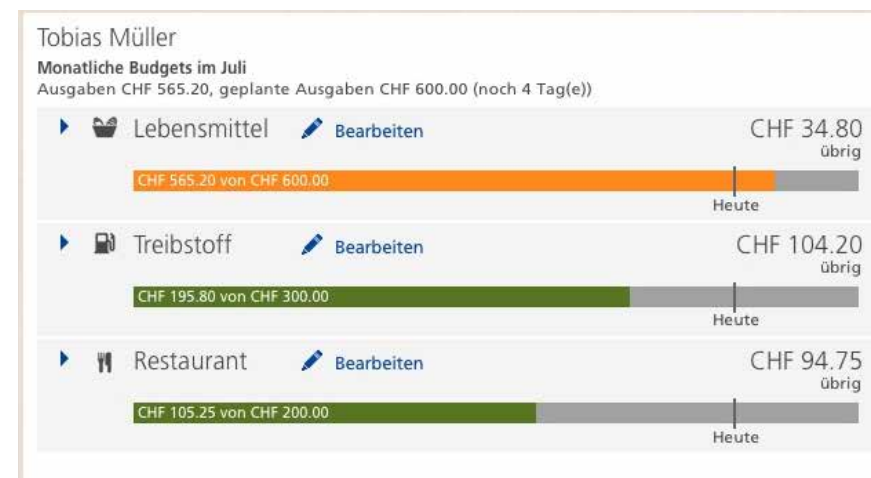 Tobias Müller
Monatliche Budgets im Juli
Ausgaben CHF 565.20, geplante Ausgaben CHF 600.00 (noch 4 Tag(e))
Lebensmittel Bearbeiten CHF 34.80
übrig
CHF 565.20 von CHF 600.00
Heute
Treibstoff Bearbeiten CHF 104.20
übrig
CHF 195.80 von CHF 300.00
Heute
Restaurant Bearbeiten CHF 94.75
übrig
CHF 105.25 von CHF 200.00
Heute